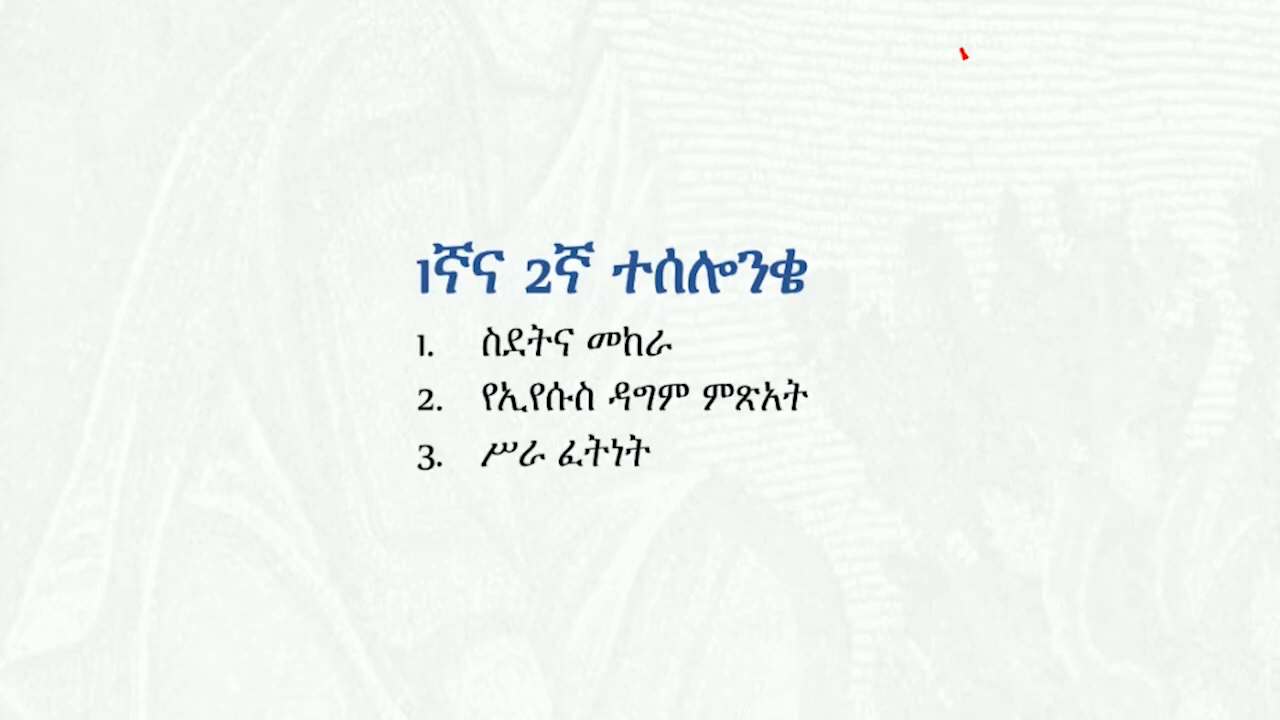 1ኛና 2ኛ ተሰሎንቄ
1. ስደትና መከራ
2. የኢየሱስ ዳግም ምጽአት
3. ሥራ ፈትነት